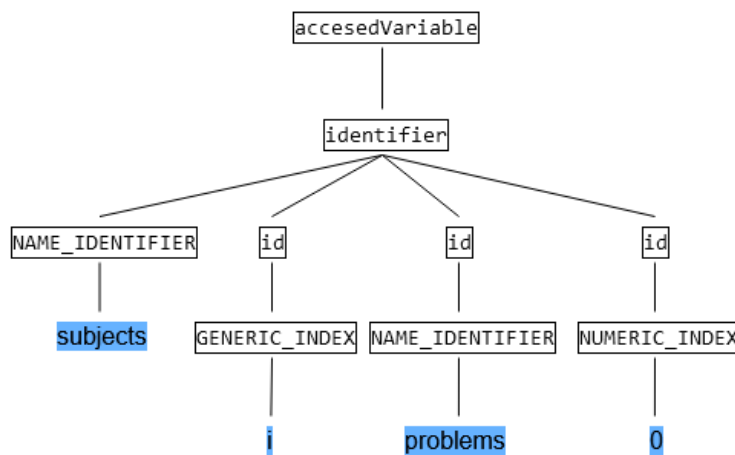 accesedVariable
identifier
NAME_IDENTIFIER id id id
subjects GENERIC_INDEX NAME_IDENTIFIER NUMERIC_INDEX
i problems 0